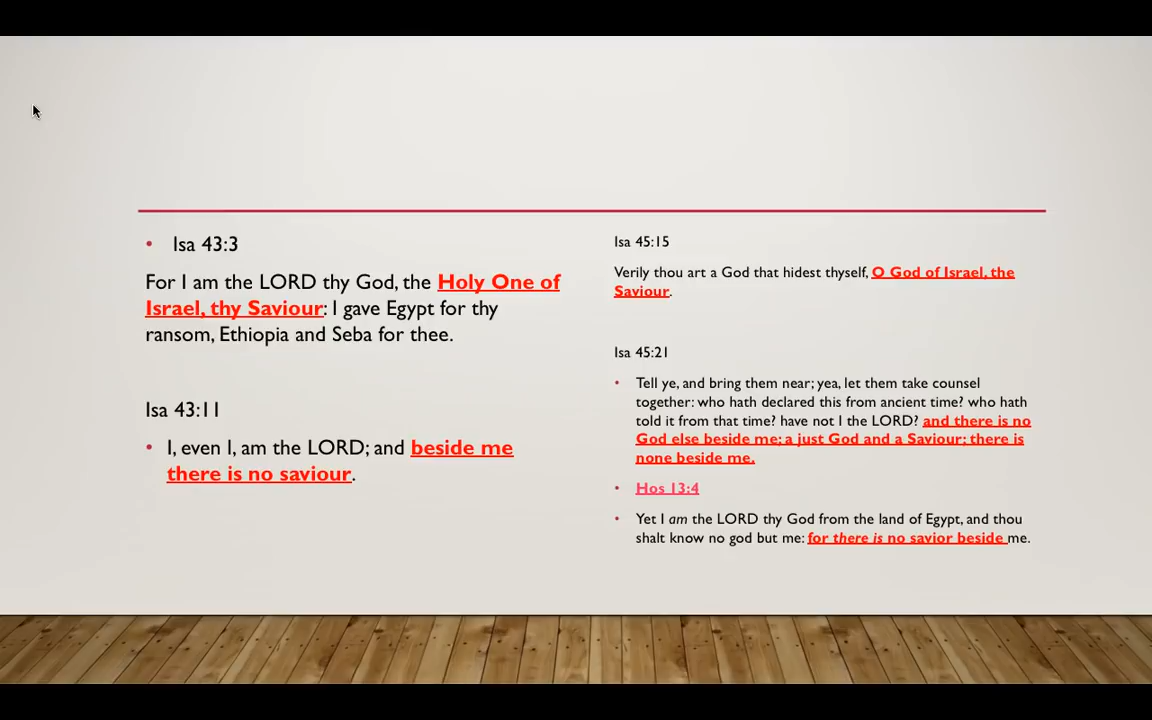 • Isa 43:3
For I am the LORD thy God, the Holy One of
Israel, thy Saviour: I gave Egypt for thy
ransom, Ethiopia and Seba for thee.
Isa 43:11
• I, even I, am the LORD; and beside me
there is no saviour.
Isa 45:15
Verily thou art a God that hidest thyself, O God of Israel, the
Saviour.
Isa 45:21
• Tell ye, and bring them near; yea, let them take counsel
together: who hath declared this from ancient time? who hath
told it from that time? have not I the LORD? and there is no
God else beside me; a just God and a Saviour; there is
none beside me.
• Hos 13:4
• Yet I am the LORD thy God from the land of Egypt, and thou
shalt know no god but me: for there is no savior beside me.